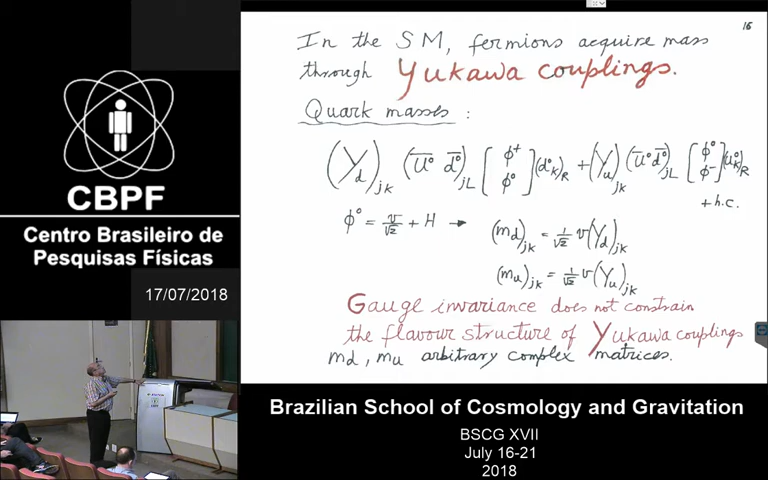 16
In the SM, fermions acquire mass
through Yukawa couplings.
Quark masses :
(Y_d)_jk (u̅° d̅°)_jL [ϕ⁺ ϕ°] (d°_k)_R + (Y_u)_jk (u̅° d̅°)_jL [ϕ° ϕ⁻] (u°_k)_R
+ h.c.
ϕ° = v/√2 + H → (m_d)_jk = 1/√2 v (Y_d)_jk
(m_u)_jk = 1/√2 v (Y_u)_jk
Gauge invariance does not constrain
the flavour structure of Yukawa couplings
md, mu arbitrary complex matrices.
CBPF
Centro Brasileiro de
Pesquisas Físicas
17/07/2018
Brazilian School of Cosmology and Gravitation
BSCG XVII
July 16-21
2018